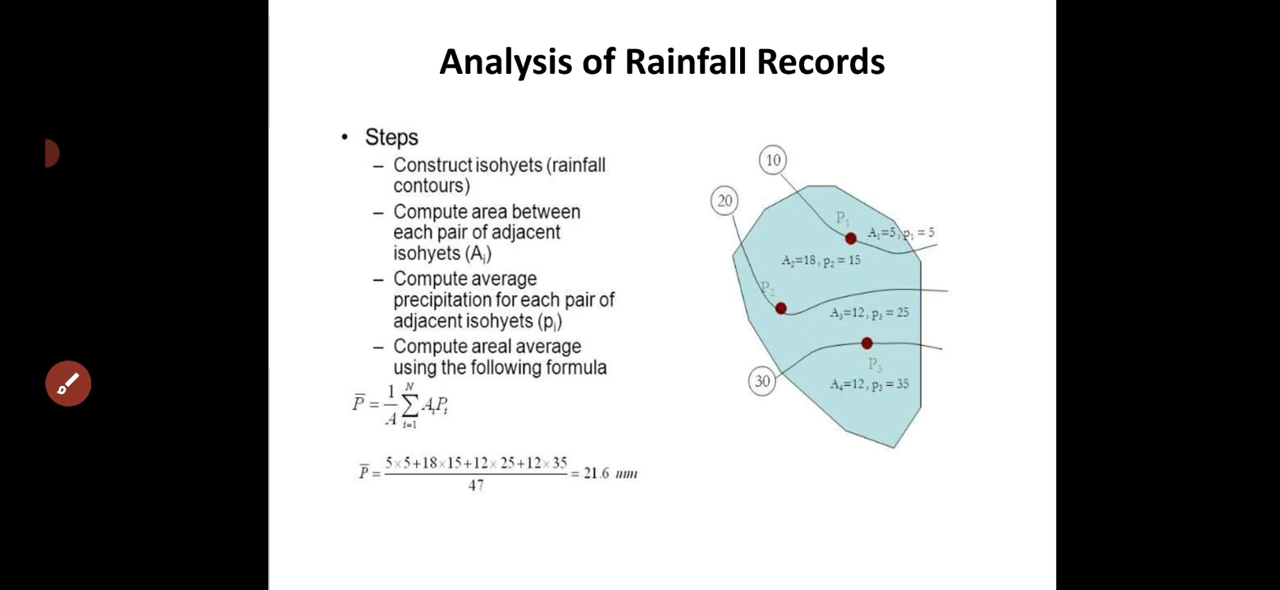 Analysis of Rainfall Records
• Steps
– Construct isohyets (rainfall
contours)
– Compute area between
each pair of adjacent
isohyets (Aᵢ)
– Compute average
precipitation for each pair of
adjacent isohyets (pᵢ)
– Compute areal average
using the following formula
P̅ = 1/A ∑ᵢ₌₁ᴺ AᵢPᵢ
P̅ = (5×5+18×15+12×25+12×35)/47 = 21.6 mm
10
20
P₁
A₁=5, p₁ = 5
A₂=18, p₂ = 15
P₂
A₃=12, p₃ = 25
P₃
30
A₄=12, p₃ = 35